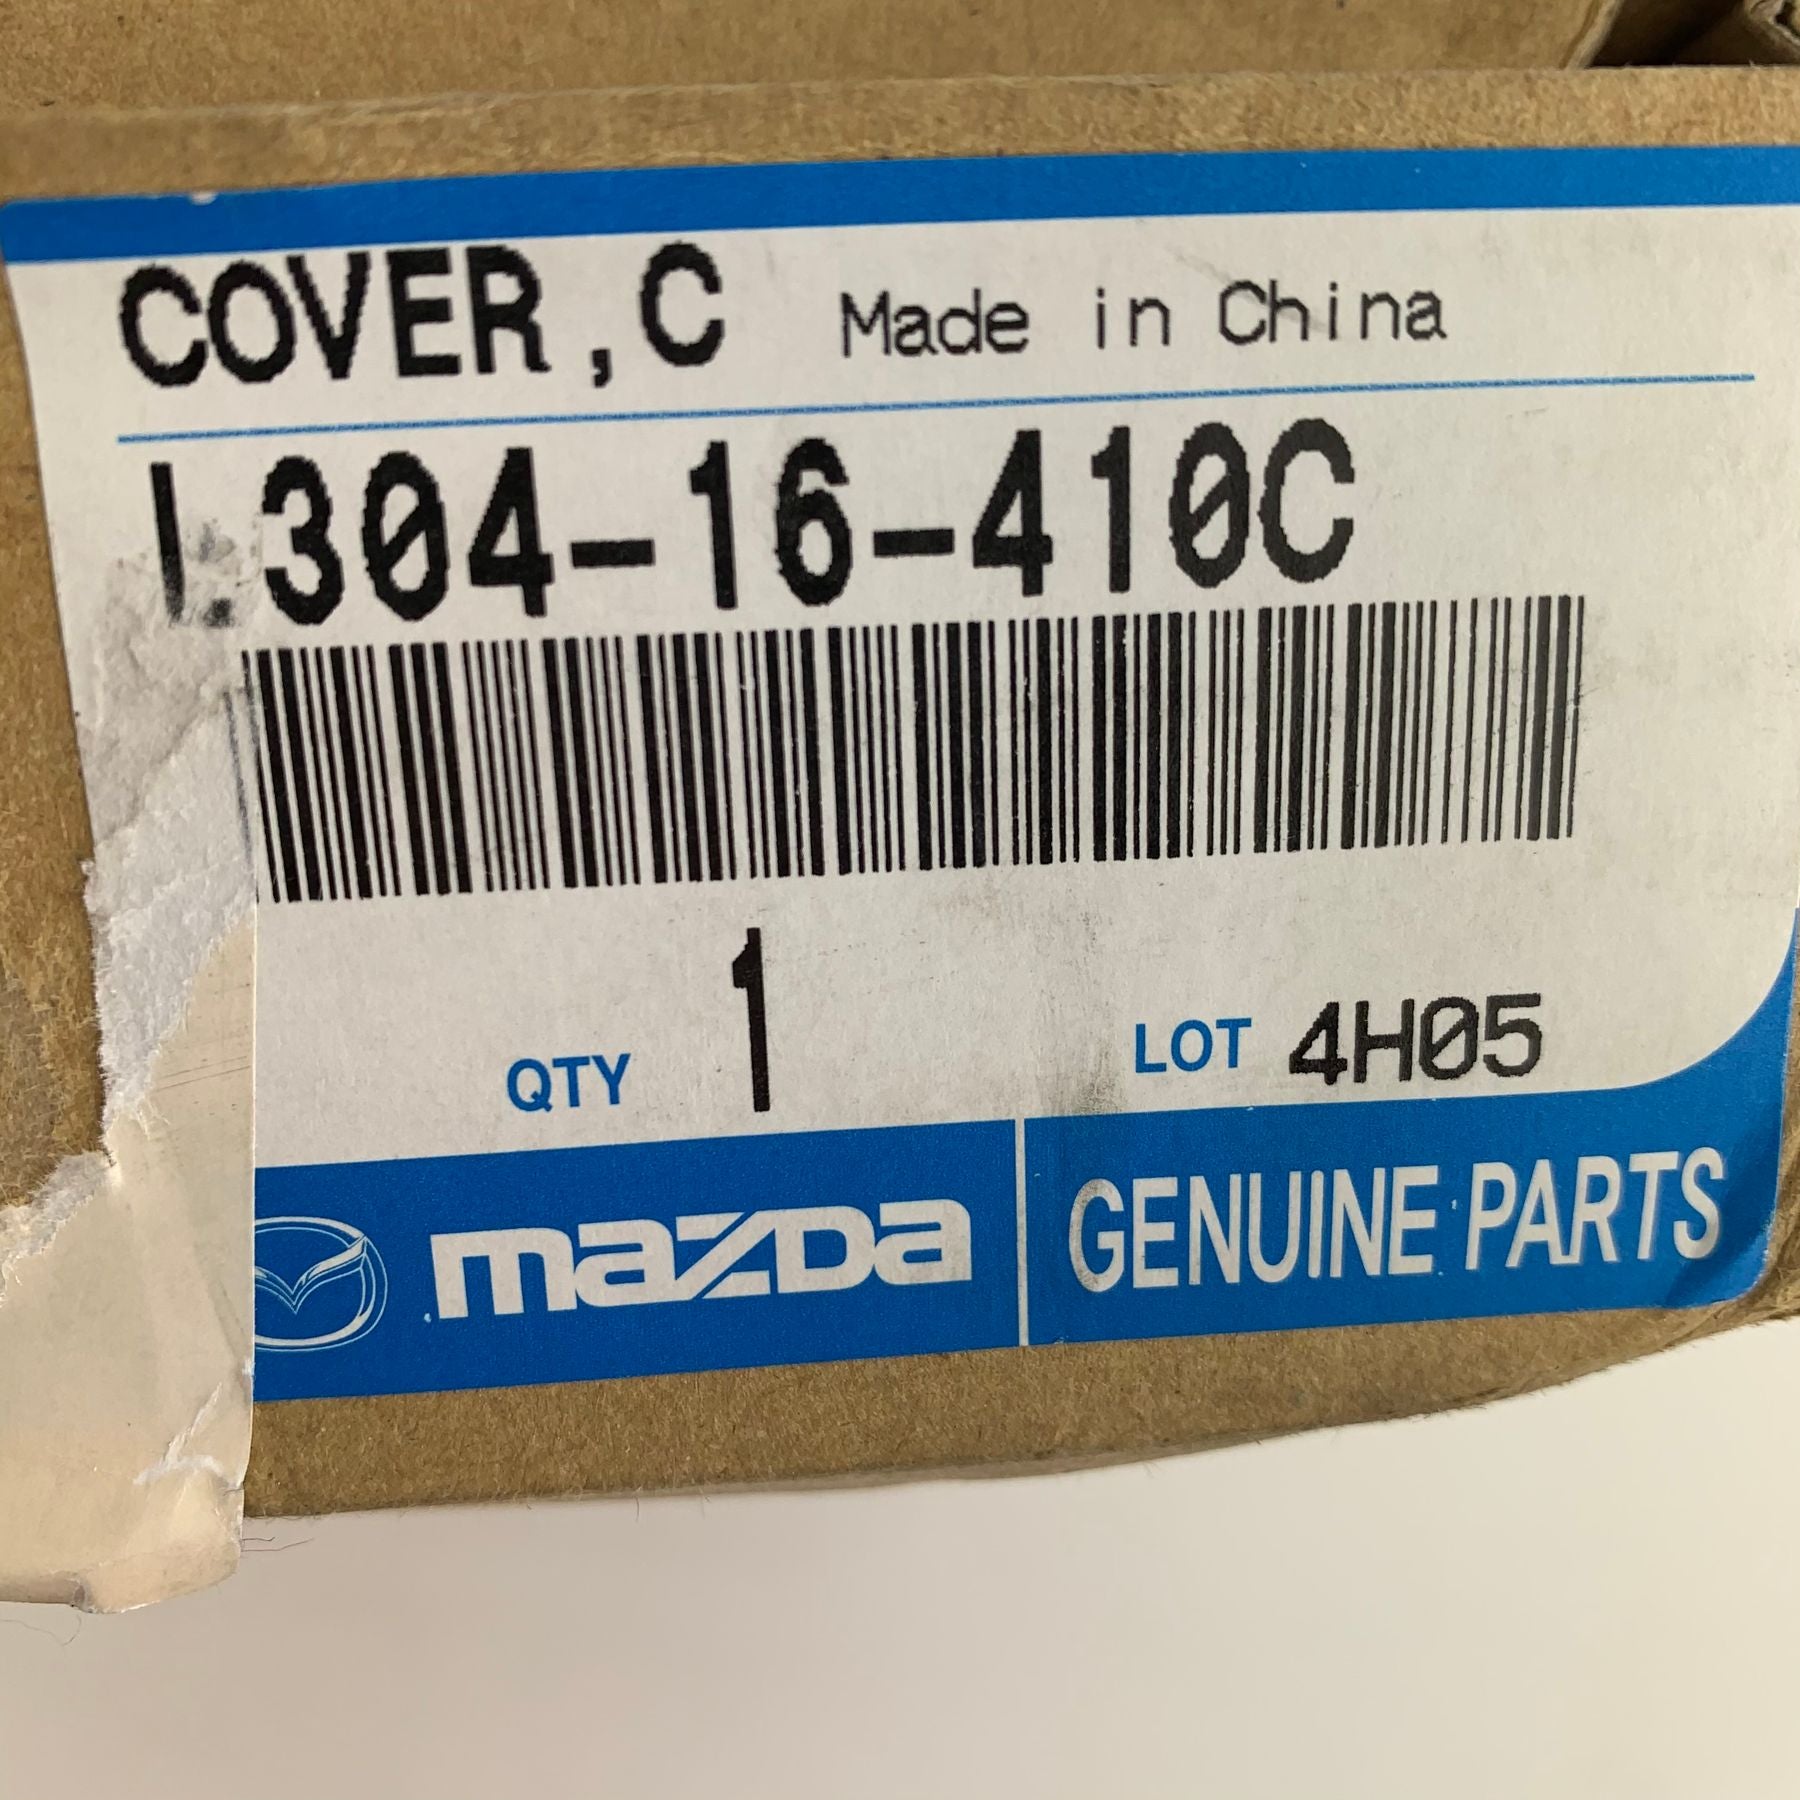 COVER,C Made in China
L304-16-410C
QTY 1 LOT 4H05
mazda GENUINE PARTS